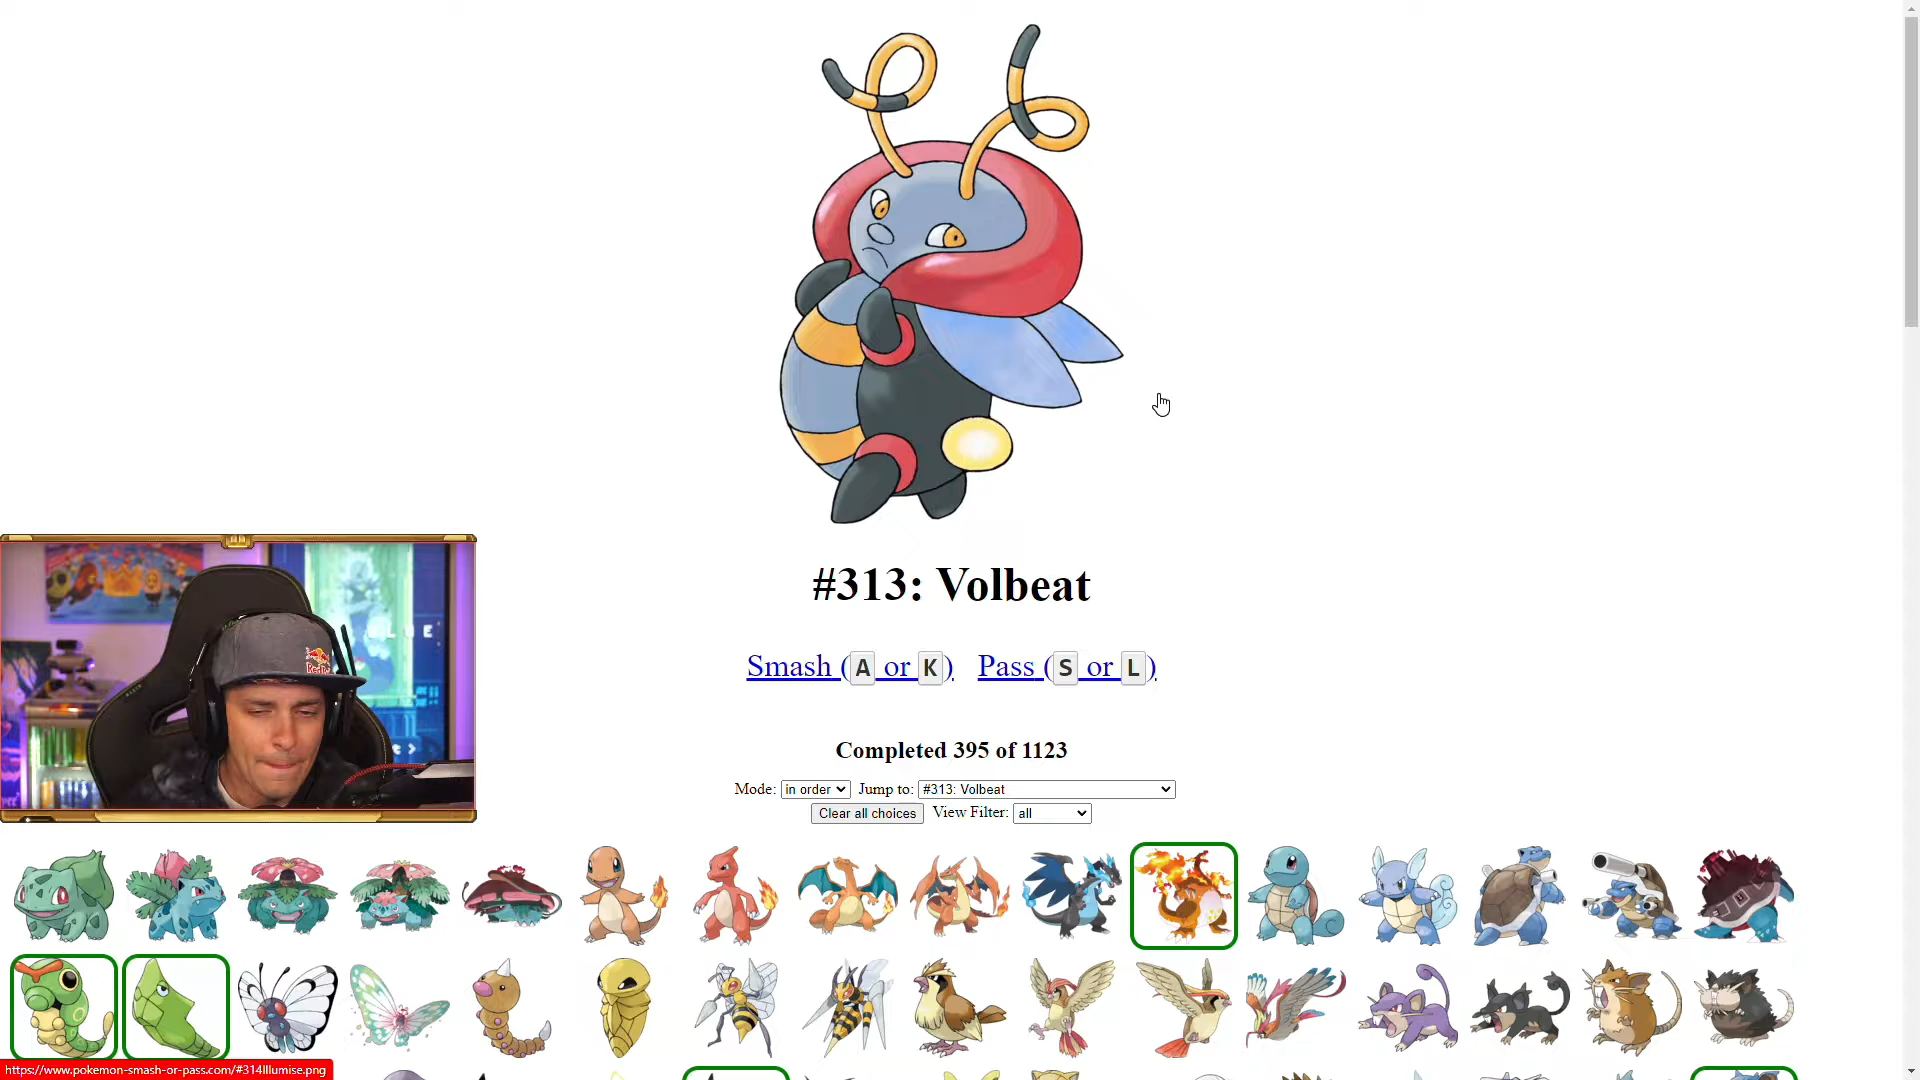 #313: Volbeat
Smash (A or K) Pass (S or L)
Completed 395 of 1123
Mode: in order Jump to: #313: Volbeat
Clear all choices View Filter: all
https://www.pokemon-smash-or-pass.com/#314Illumise.png